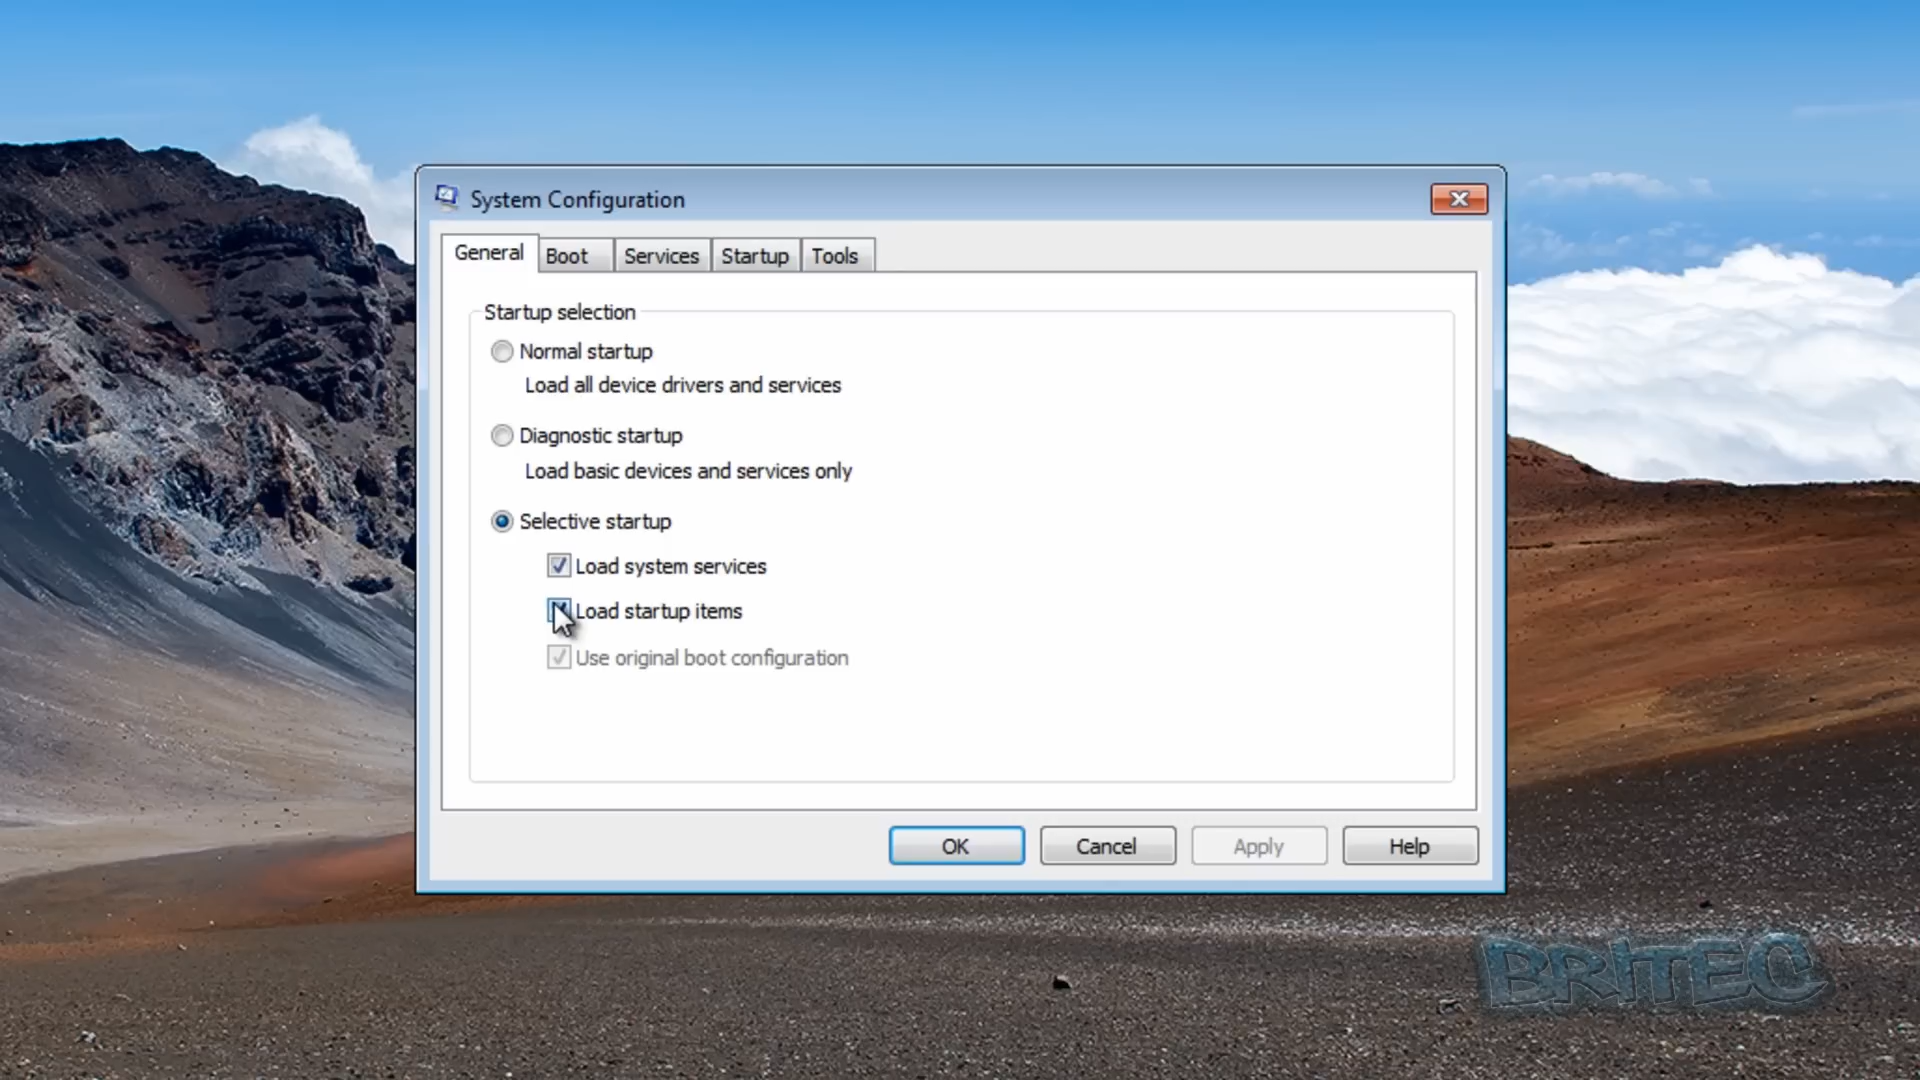 System Configuration
General Boot Services Startup Tools
Startup selection
Normal startup
Load all device drivers and services
Diagnostic startup
Load basic devices and services only
Selective startup
Load system services
Load startup items
Use original boot configuration
OK Cancel Apply Help
BRITEC